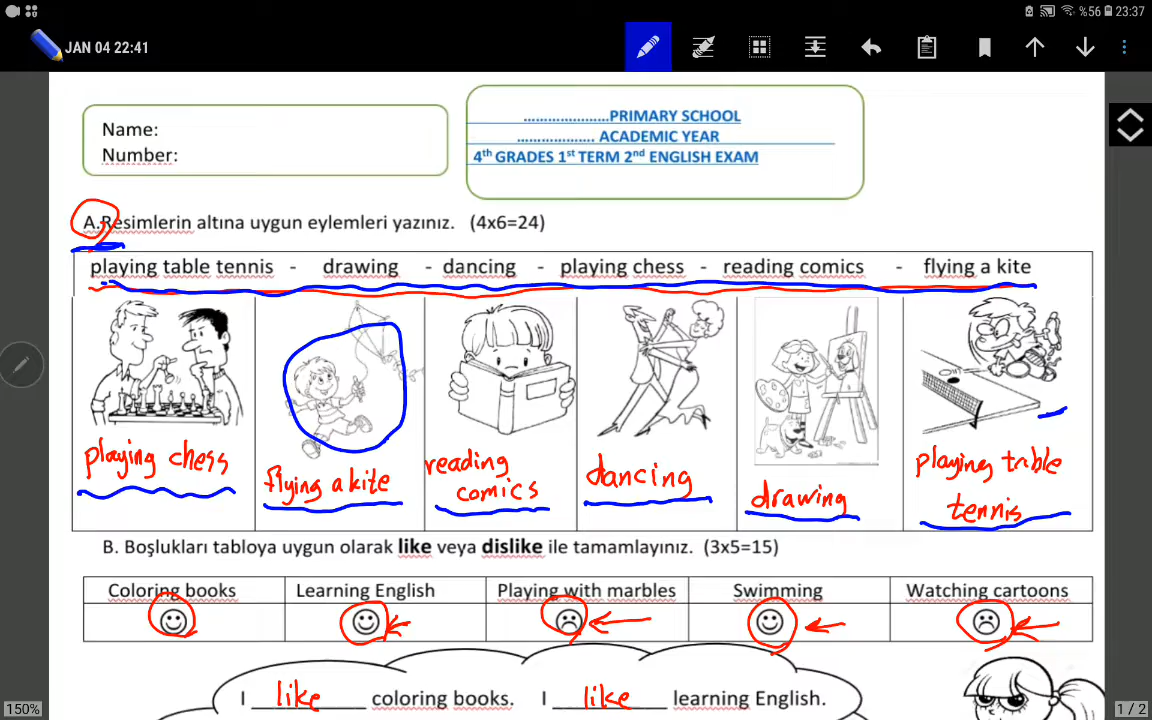 %56 23:37
JAN 04 22:41
Name:
Number:
.....................PRIMARY SCHOOL
................... ACADEMIC YEAR
4th GRADES 1st TERM 2nd ENGLISH EXAM
A.Resimlerin altına uygun eylemleri yazınız. (4x6=24)
playing table tennis - drawing - dancing - playing chess - reading comics - flying a kite
playing chess
flying a kite
reading
comics
dancing
drawing
playing table
tennis
B. Boşlukları tabloya uygun olarak like veya dislike ile tamamlayınız. (3x5=15)
Coloring books Learning English Playing with marbles Swimming Watching cartoons
I like coloring books. I like learning English.
150%
1 / 2